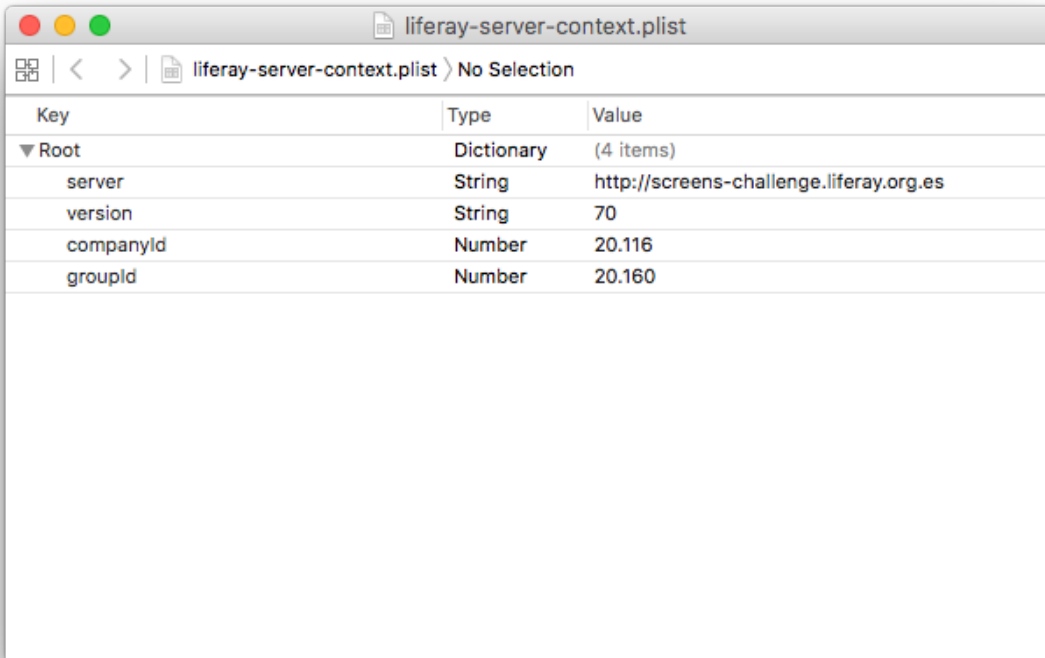 liferay-server-context.plist
liferay-server-context.plist No Selection
Key Type Value
Root Dictionary (4 items)
server String http://screens-challenge.liferay.org.es
version String 70
companyId Number 20.116
groupId Number 20.160